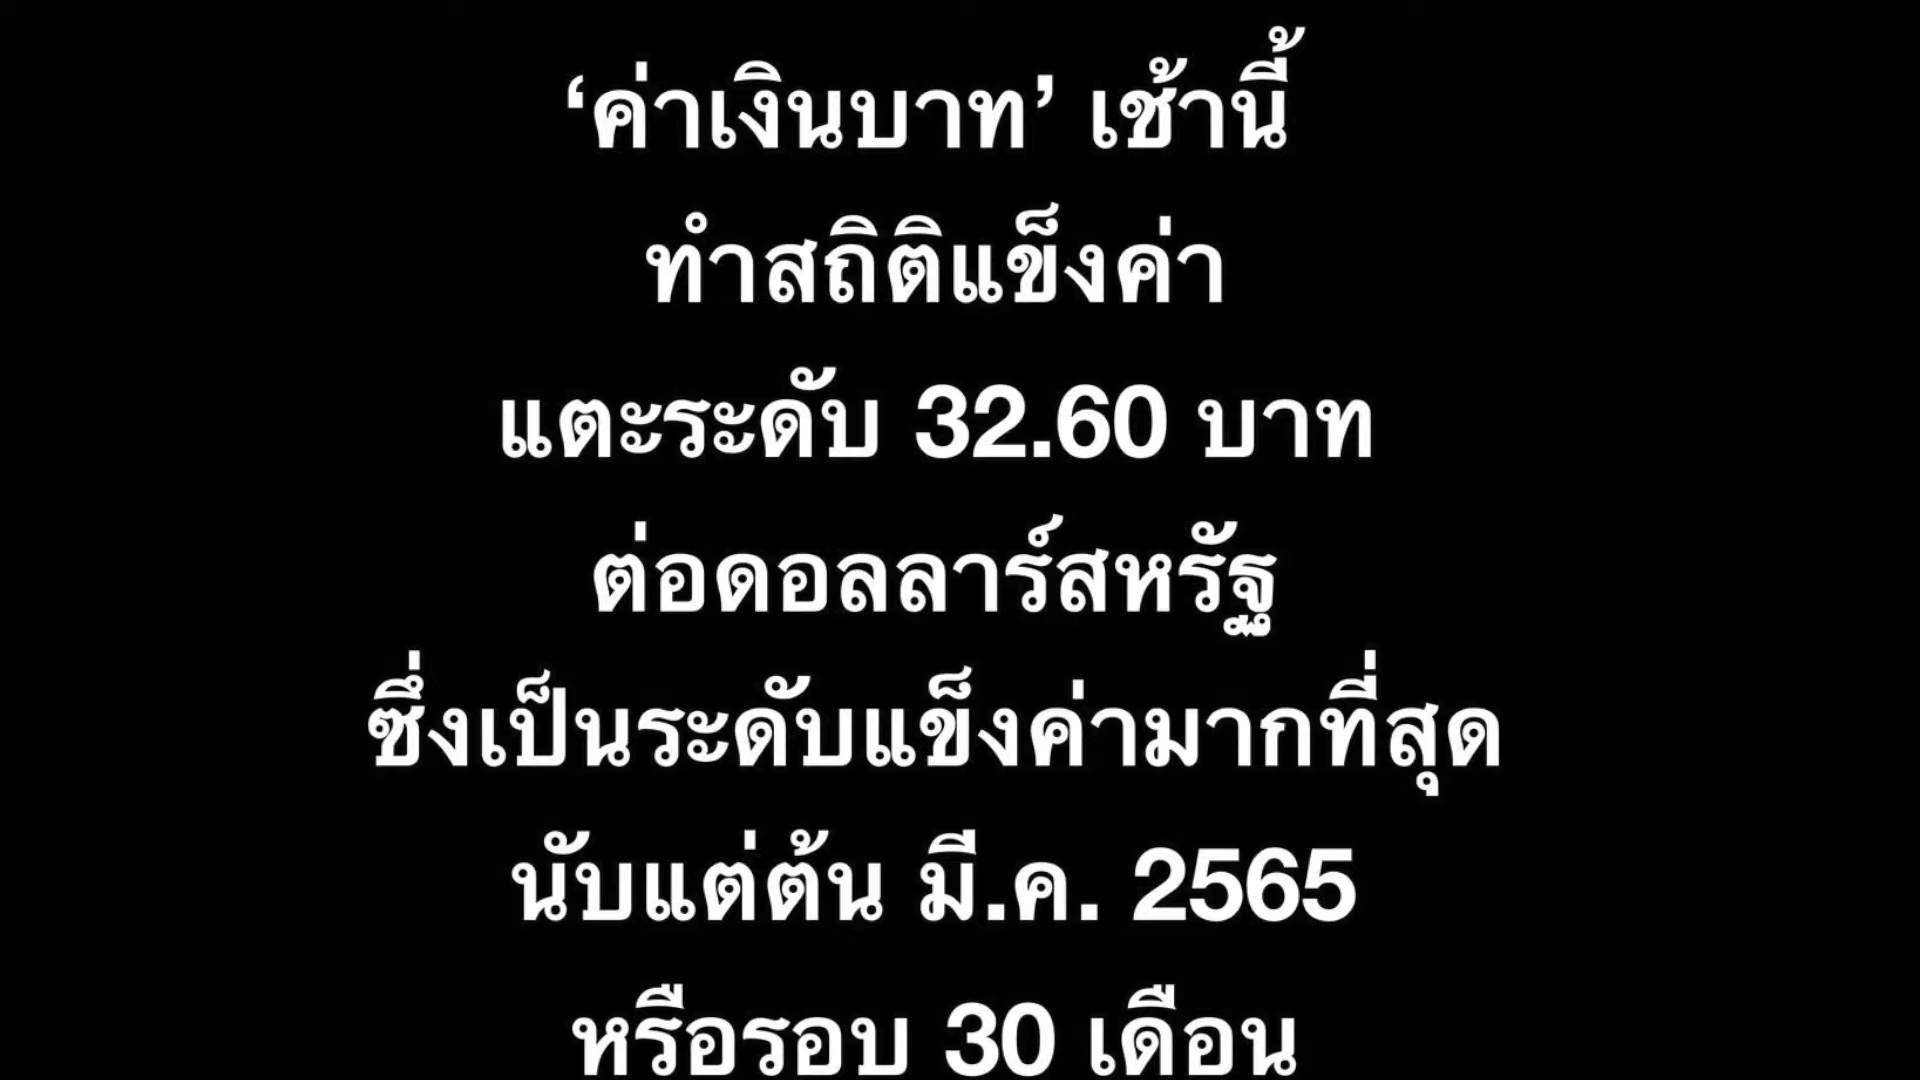 ‘ค่าเงินบาท’ เช้านี้
ทำสถิติแข็งค่า
แตะระดับ 32.60 บาท
ต่อดอลลาร์สหรัฐ
ซึ่งเป็นระดับแข็งค่ามากที่สุด
นับแต่ต้น มี.ค. 2565
หรือรอบ 30 เดือน